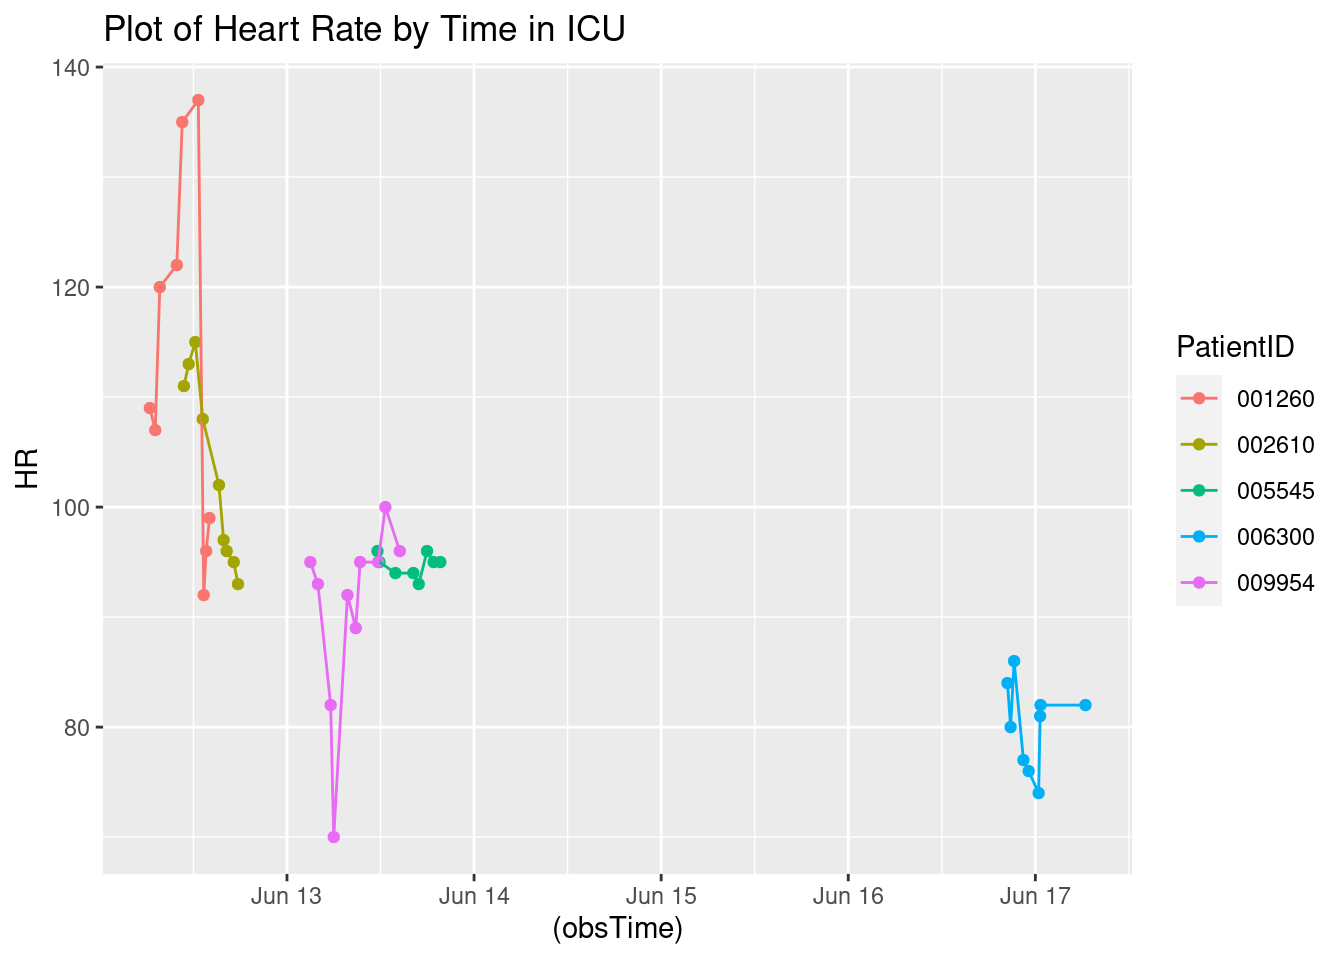 Plot of Heart Rate by Time in ICU
140
120
100
80
HR
Jun 13
Jun 14
Jun 15
Jun 16
Jun 17
(obsTime)
PatientID
001260
002610
005545
006300
009954